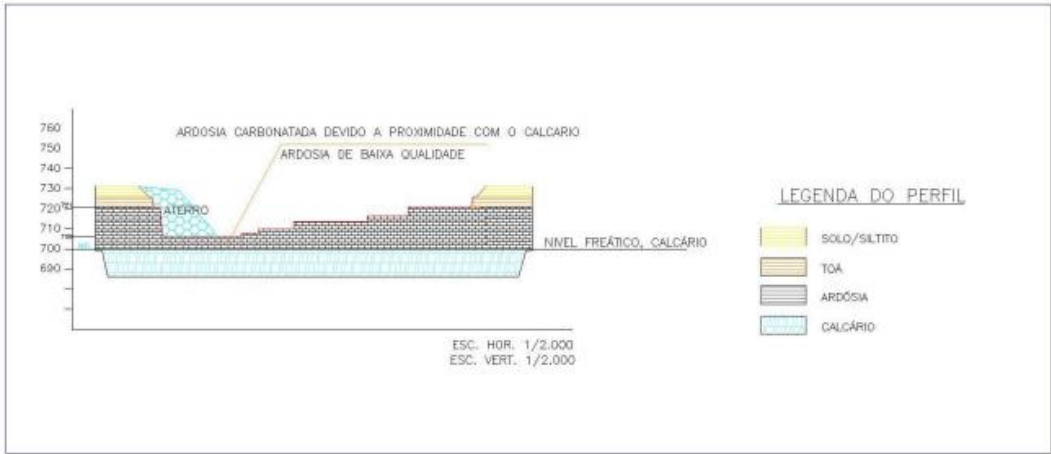 760
ARDOSIA CARBONATADA DEVIDO A PROXIMIDADE COM O CALCARIO
750
ARDOSIA DE BAIXA QUALIDADE
740
730
720
ATERRO
710
700
NIVEL FREÁTICO, CALCÁRIO
690
ESC. HOR. 1/2.000
ESC. VERT. 1/2.000
LEGENDA DO PERFIL
SOLO/SILTITO
TOÁ
ARDÓSIA
CALCÁRIO